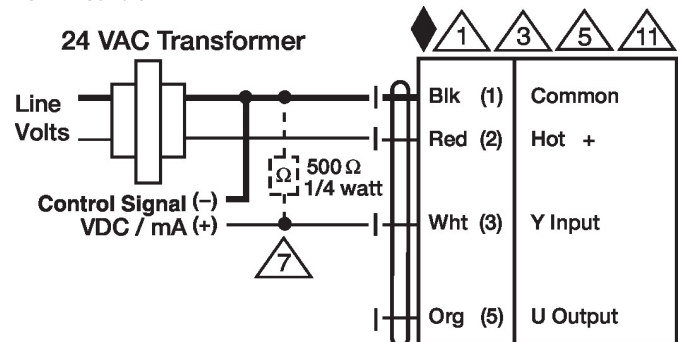 24 VAC Transformer
1 3 5 11
Line
Volts
Blk (1) Common
Red (2) Hot +
Ω 500 Ω
1/4 watt
Control Signal (–)
VDC / mA (+)
Wht (3) Y Input
7
Org (5) U Output